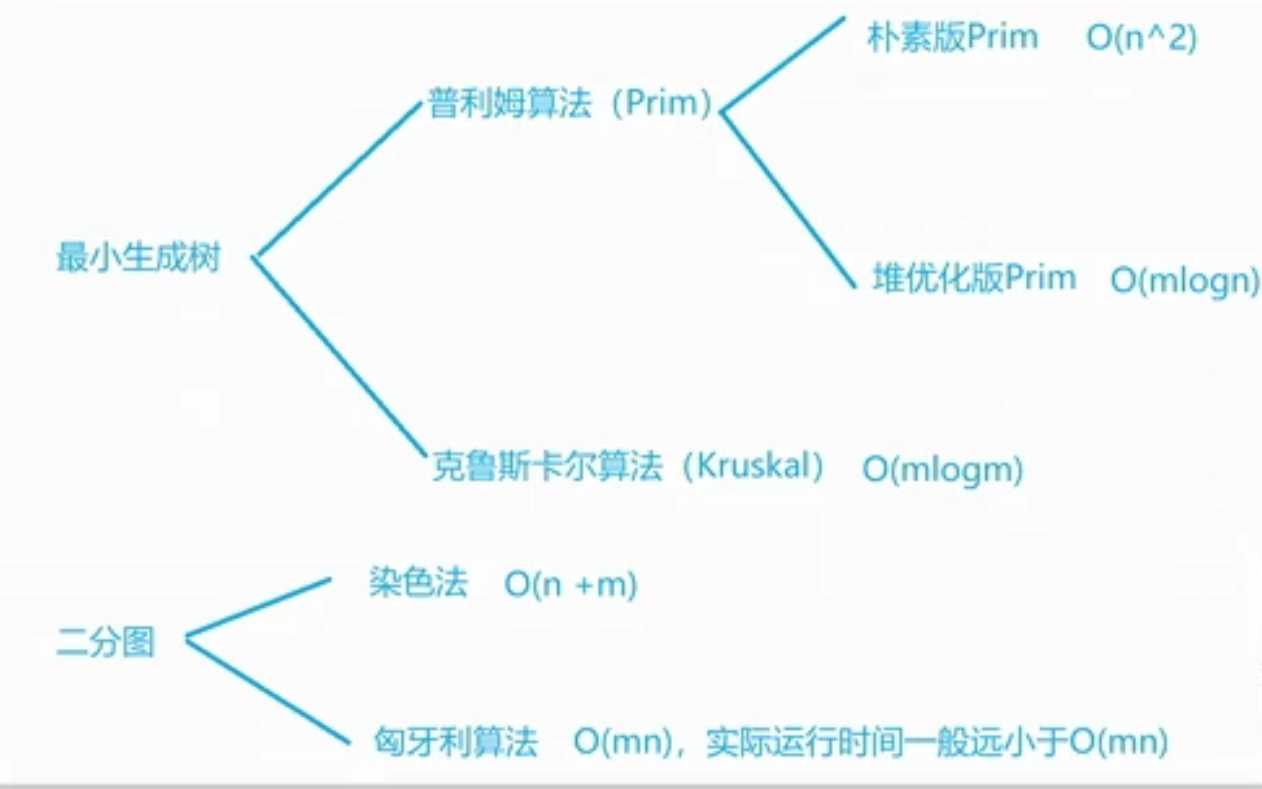 朴素版Prim O(n^2)
普利姆算法（Prim）
最小生成树
堆优化版Prim O(mlogn)
克鲁斯卡尔算法（Kruskal） O(mlogm)
染色法 O(n +m)
二分图
匈牙利算法 O(mn)，实际运行时间一般远小于O(mn)